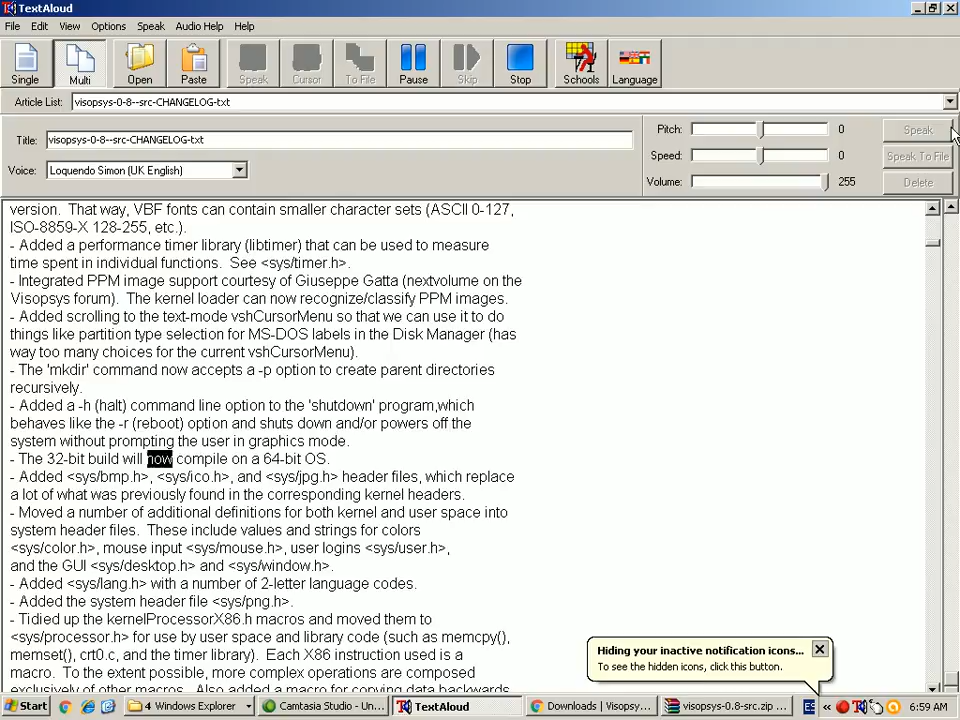 TextAloud
File Edit View Options Speak Audio Help Help
Single Multi Open Paste Speak Cursor To File Pause Skip Stop Schools Language
Article List: visopsys-0-8--src-CHANGELOG-txt
Title: visopsys-0-8--src-CHANGELOG-txt
Voice: Loquendo Simon (UK English)
Pitch: 0 Speak
Speed: 0 Speak To File
Volume: 255 Delete
version.  That way, VBF fonts can contain smaller character sets (ASCII 0-127,
ISO-8859-X 128-255, etc.).
- Added a performance timer library (libtimer) that can be used to measure
time spent in individual functions.  See <sys/timer.h>.
- Integrated PPM image support courtesy of Giuseppe Gatta (nextvolume on the
Visopsys forum).  The kernel loader can now recognize/classify PPM images.
- Added scrolling to the text-mode vshCursorMenu so that we can use it to do
things like partition type selection for MS-DOS labels in the Disk Manager (has
way too many choices for the current vshCursorMenu).
- The 'mkdir' command now accepts a -p option to create parent directories
recursively.
- Added a -h (halt) command line option to the 'shutdown' program,which
behaves like the -r (reboot) option and shuts down and/or powers off the
system without prompting the user in graphics mode.
- The 32-bit build will now compile on a 64-bit OS.
- Added <sys/bmp.h>, <sys/ico.h>, and <sys/jpg.h> header files, which replace
a lot of what was previously found in the corresponding kernel headers.
- Moved a number of additional definitions for both kernel and user space into
system header files.  These include values and strings for colors
<sys/color.h>, mouse input <sys/mouse.h>, user logins <sys/user.h>,
and the GUI <sys/desktop.h> and <sys/window.h>.
- Added <sys/lang.h> with a number of 2-letter language codes.
- Added the system header file <sys/png.h>.
- Tidied up the kernelProcessorX86.h macros and moved them to
<sys/processor.h> for use by user space and library code (such as memcpy(),
memset(), crt0.c, and the timer library).  Each X86 instruction used is a
macro.  To the extent possible, more complex operations are composed
exclusively of other macros.  Also added a macro for copying data backwards
Hiding your inactive notification icons...
To see the hidden icons, click this button.
Start 4 Windows Explorer Camtasia Studio - Un... TextAloud Downloads | Visopsy... visopsys-0.8-src.zip ... ES 6:59 AM